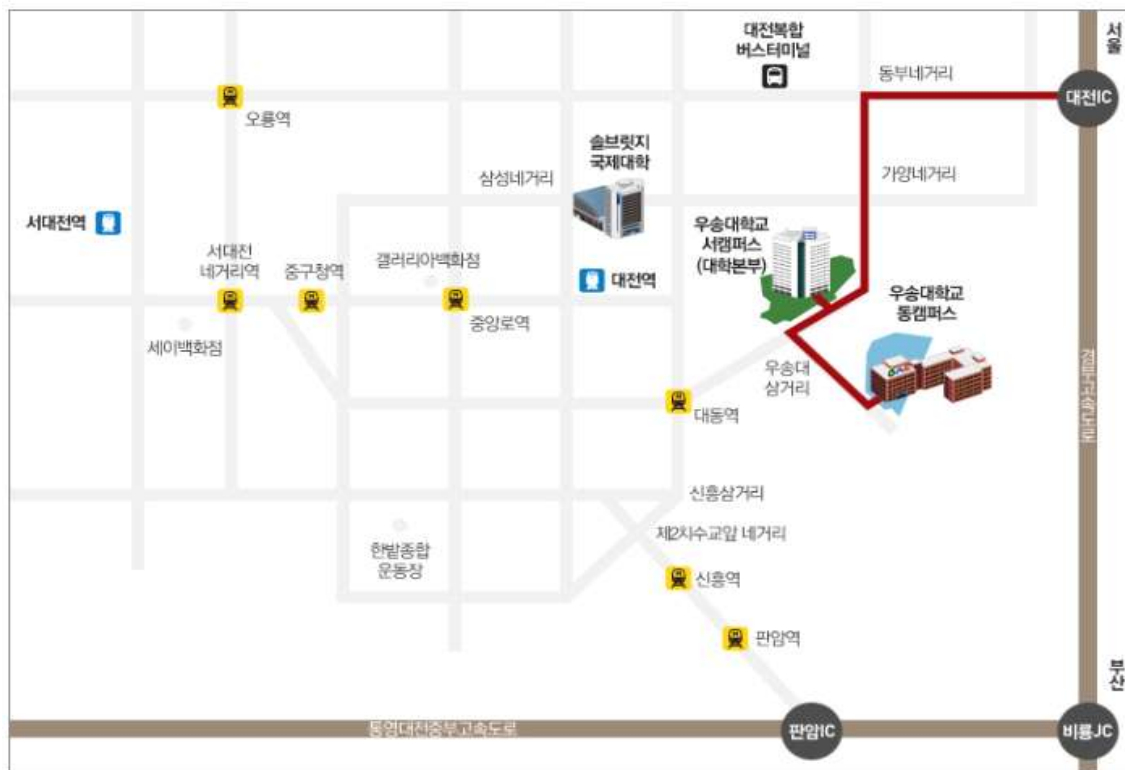 서울
대전복합
버스터미널
동부네거리
대전IC
오룡역
솔브릿지
국제대학
삼성네거리
가양네거리
서대전역
우송대학교
서캠퍼스
(대학본부)
서대전
네거리역
중구청역
갤러리아백화점
대전역
우송대학교
동캠퍼스
중앙로역
세이백화점
우송대
삼거리
경부고속도로
대동역
신흥삼거리
제2치수교앞 네거리
한밭종합
운동장
신흥역
판암역
부산
통영대전중부고속도로
판암IC
비룡JC